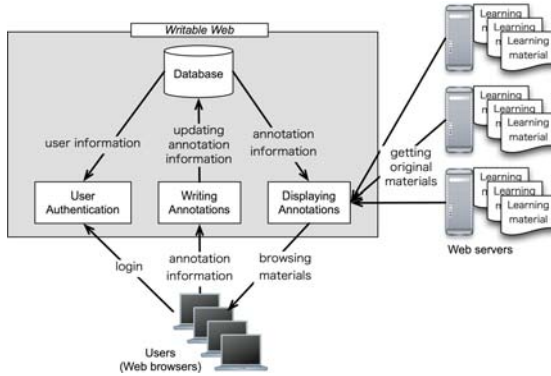 Writable Web
Database
user information
updating
annotation
information
annotation
information
User
Authentication
Writing
Annotations
Displaying
Annotations
getting
original
materials
login
annotation
information
browsing
materials
Users
(Web browsers)
Learning
m
Learning
m
Learning
material
Learning
m
Learning
m
Learning
material
Learning
m
Learning
m
Learning
material
Web servers